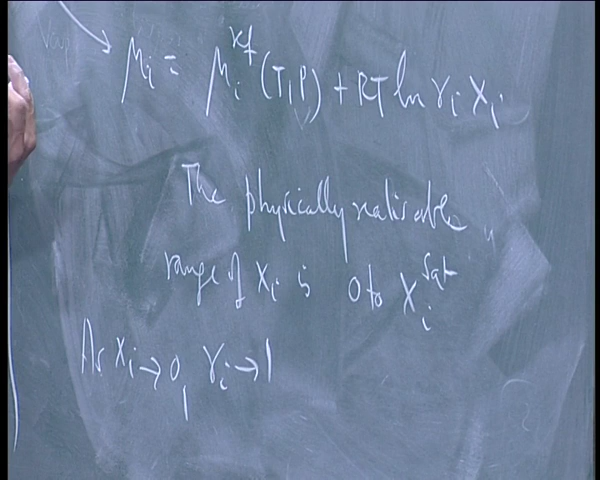 μi = μi^ref (T, P) + RT ln γi xi
The physically realisable
range of xi is 0 to xi^sat
As xi → 0, γi → 1